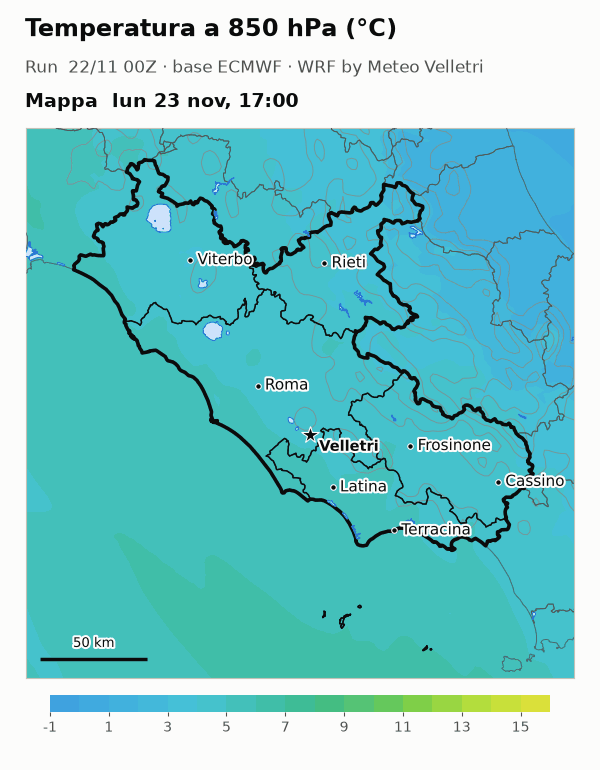 Temperatura a 850 hPa (°C)
Run  22/11 00Z · base ECMWF · WRF by Meteo Velletri
Mappa  lun 23 nov, 17:00
Viterbo
Rieti
Roma
Velletri
Frosinone
Cassino
Latina
Terracina
50 km
-1 1 3 5 7 9 11 13 15